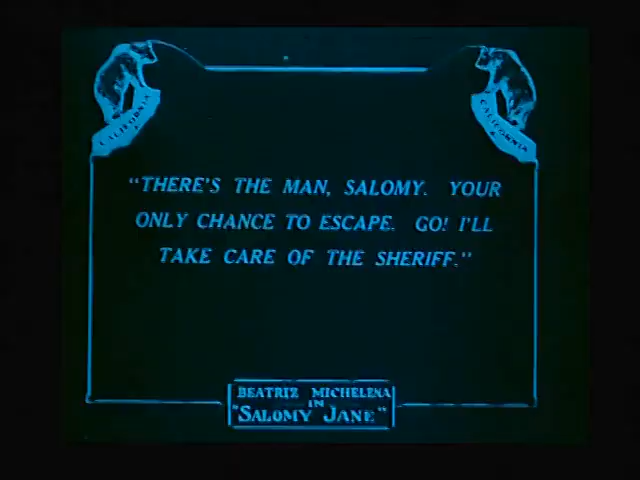 CALIFORNIA
CALIFORNIA
"THERE'S THE MAN, SALOMY. YOUR
ONLY CHANCE TO ESCAPE. GO! I'LL
TAKE CARE OF THE SHERIFF."
BEATRIZ MICHELENA
IN
"SALOMY JANE"